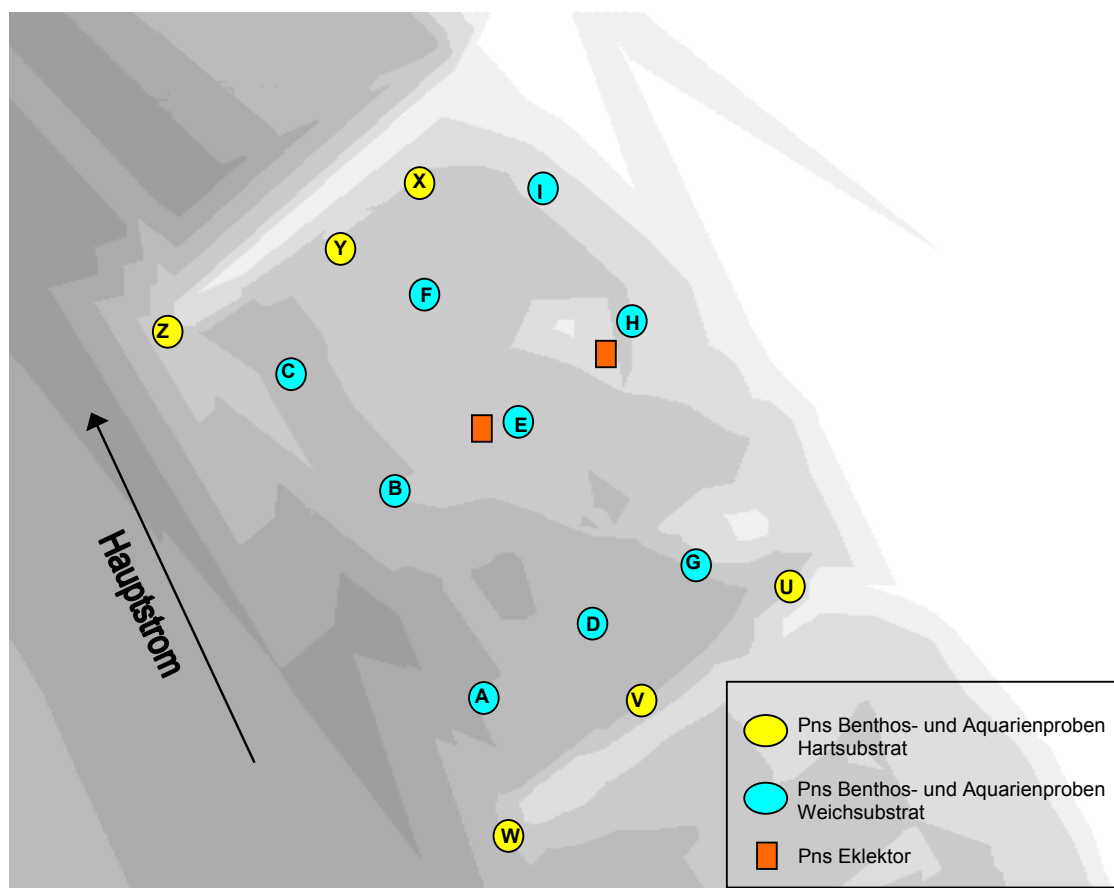 X
I
Y
F
Z
H
C
E
B
Hauptstrom
G
U
D
A
V
W
Pns Benthos- und Aquarienproben
Hartsubstrat
Pns Benthos- und Aquarienproben
Weichsubstrat
Pns Eklektor